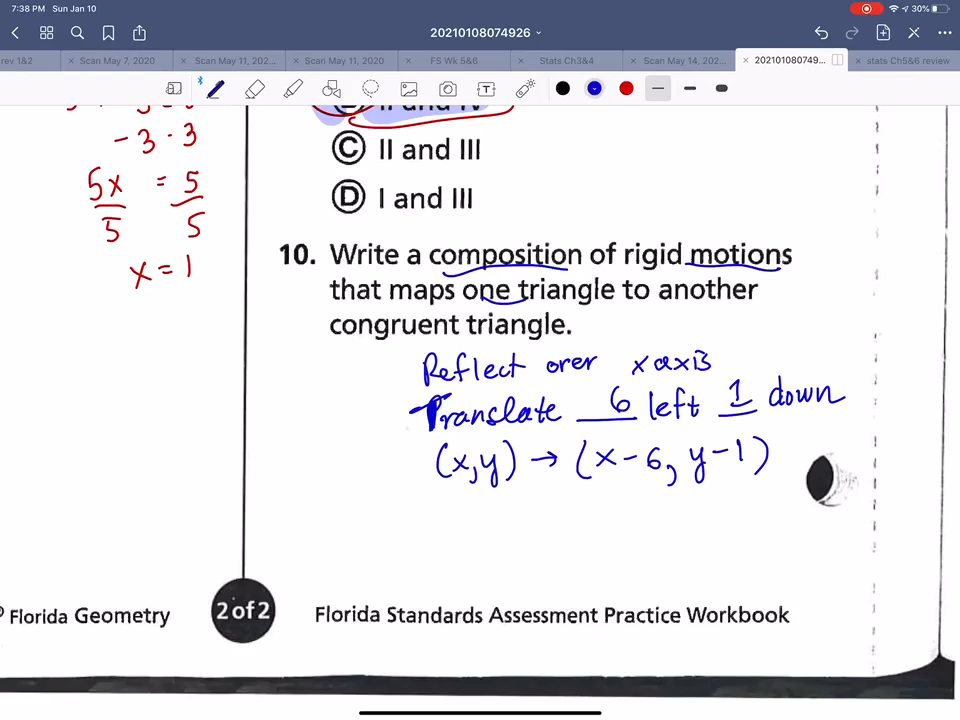 7:38 PM Sun Jan 10
30%
20210108074926
rev 1&2
Scan May 7, 2020
Scan May 11, 202...
Scan May 11, 2020
FS Wk 5&6
Stats Ch3&4
Scan May 14, 202...
202101080749...
stats Ch5&6 review
II and IV
- 3 · 3
5x = 5
5 5
x = 1
C II and III
D I and III
10. Write a composition of rigid motions
that maps one triangle to another
congruent triangle.
Reflect over x axis
Translate 6 left 1 down
(x,y) → (x-6, y-1)
Florida Geometry
2 of 2
Florida Standards Assessment Practice Workbook